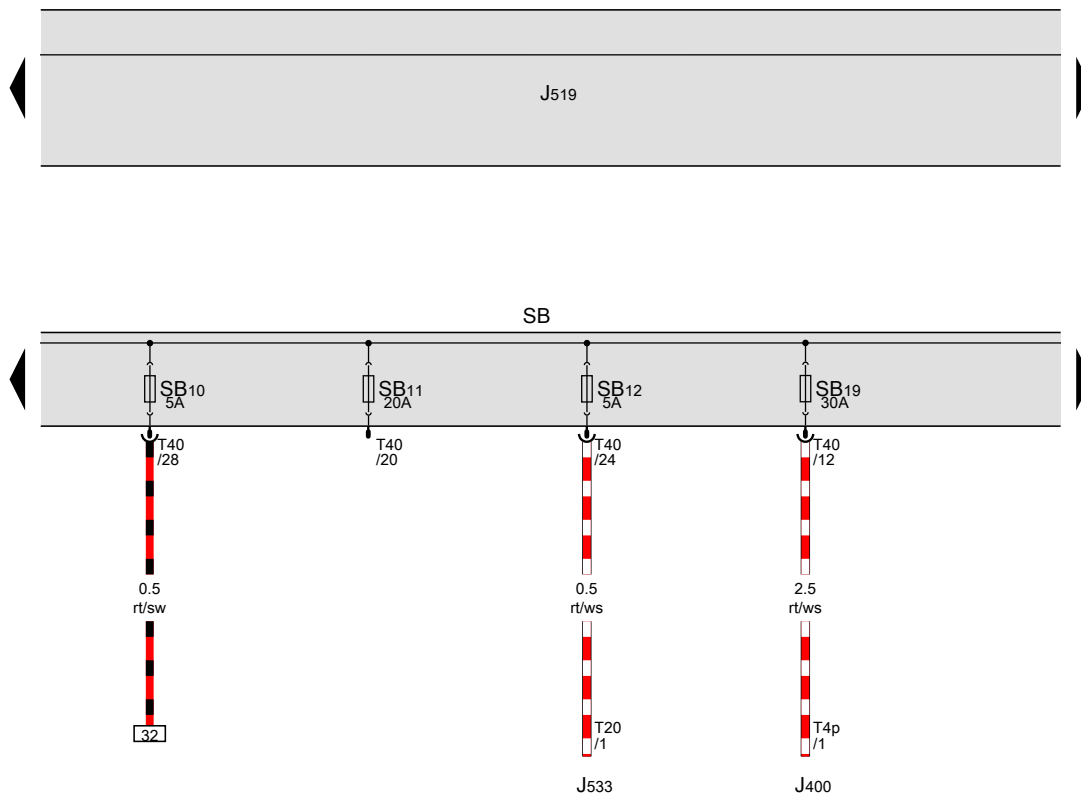 J519
SB
SB10
5A
SB11
20A
SB12
5A
SB19
30A
T40
/28
T40
/20
T40
/24
T40
/12
0.5
rt/sw
0.5
rt/ws
2.5
rt/ws
32
T20
/1
T4p
/1
J533
J400